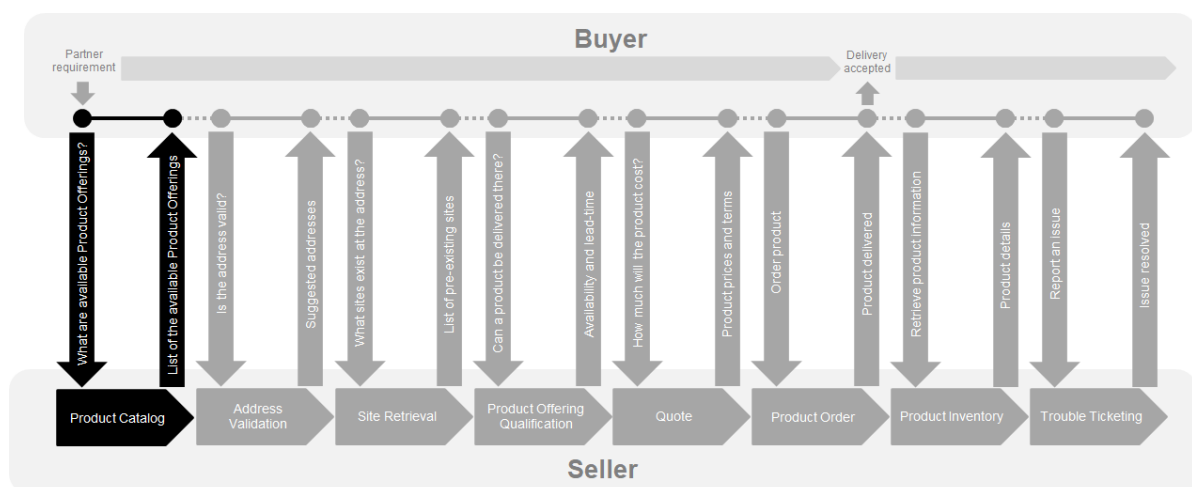 Buyer
Partner
requirement
Delivery
accepted
What are available Product Offerings?
List of the available Product Offerings
Is the address valid?
Suggested addresses
What sites exist at the address?
List of pre-existing sites
Can a product be delivered there?
Availability and lead-time
How much will the product cost?
Product prices and terms
Order product
Product delivered
Retrieve product information
Product details
Report an issue
Issue resolved
Product Catalog
Address
Validation
Site Retrieval
Product Offering
Qualification
Quote
Product Order
Product Inventory
Trouble Ticketing
Seller